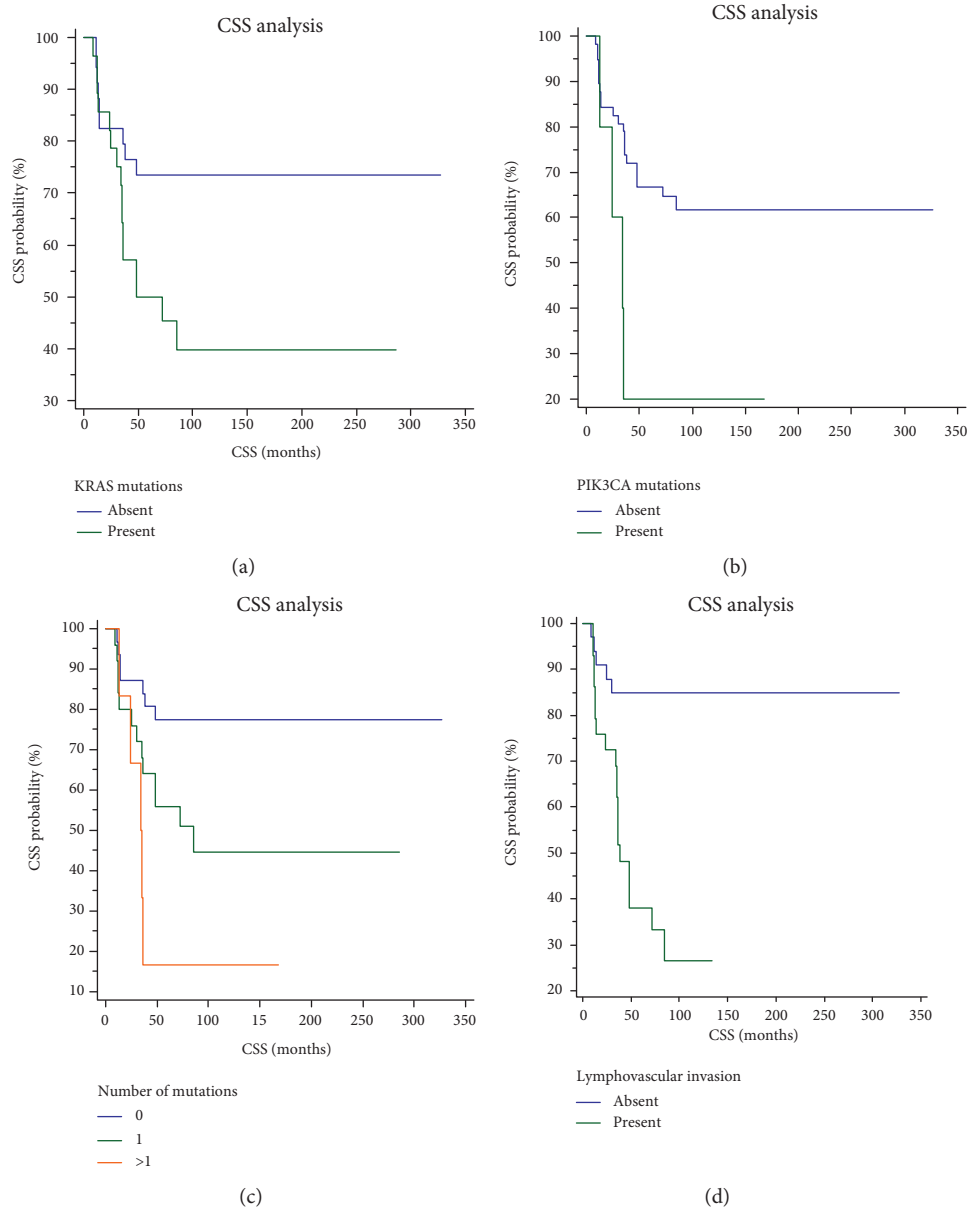 CSS analysis
100
90
80
70
60
50
40
30
CSS probability (%)
0 50 100 150 200 250 300 350
CSS (months)
KRAS mutations
Absent
Present
(a)
CSS analysis
100
90
80
70
60
50
40
30
20
CSS probability (%)
0 50 100 150 200 250 300 350
PIK3CA mutations
Absent
Present
(b)
CSS analysis
100
90
80
70
60
50
40
30
20
10
CSS probability (%)
0 50 100 15 200 250 300 350
CSS (months)
Number of mutations
0
1
>1
(c)
CSS analysis
100
90
80
70
60
50
40
30
20
CSS probability (%)
0 50 100 150 200 250 300 350
CSS (months)
Lymphovascular invasion
Absent
Present
(d)